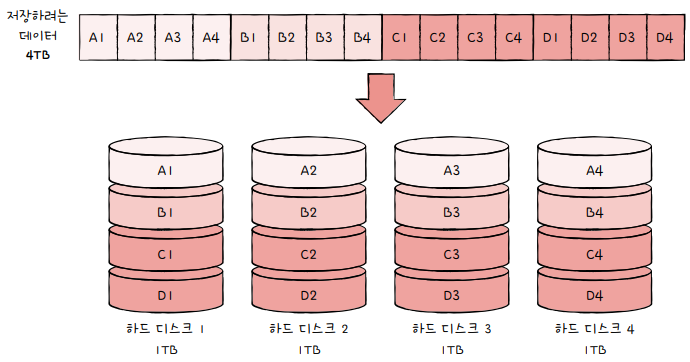 저장하려는
데이터
4TB
A1 A2 A3 A4 B1 B2 B3 B4 C1 C2 C3 C4 D1 D2 D3 D4
A1 A2 A3 A4
B1 B2 B3 B4
C1 C2 C3 C4
D1 D2 D3 D4
하드 디스크 1 하드 디스크 2 하드 디스크 3 하드 디스크 4
1TB 1TB 1TB 1TB